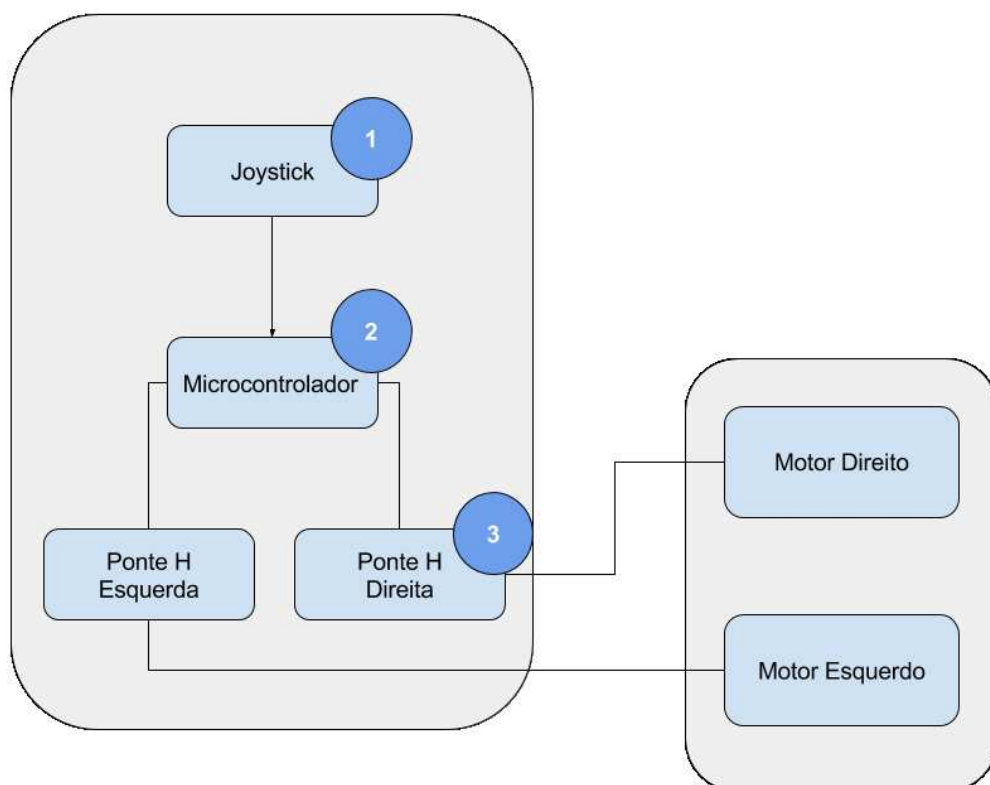 1
Joystick
2
Microcontrolador
3
Ponte H
Esquerda
Ponte H
Direita
Motor Direito
Motor Esquerdo